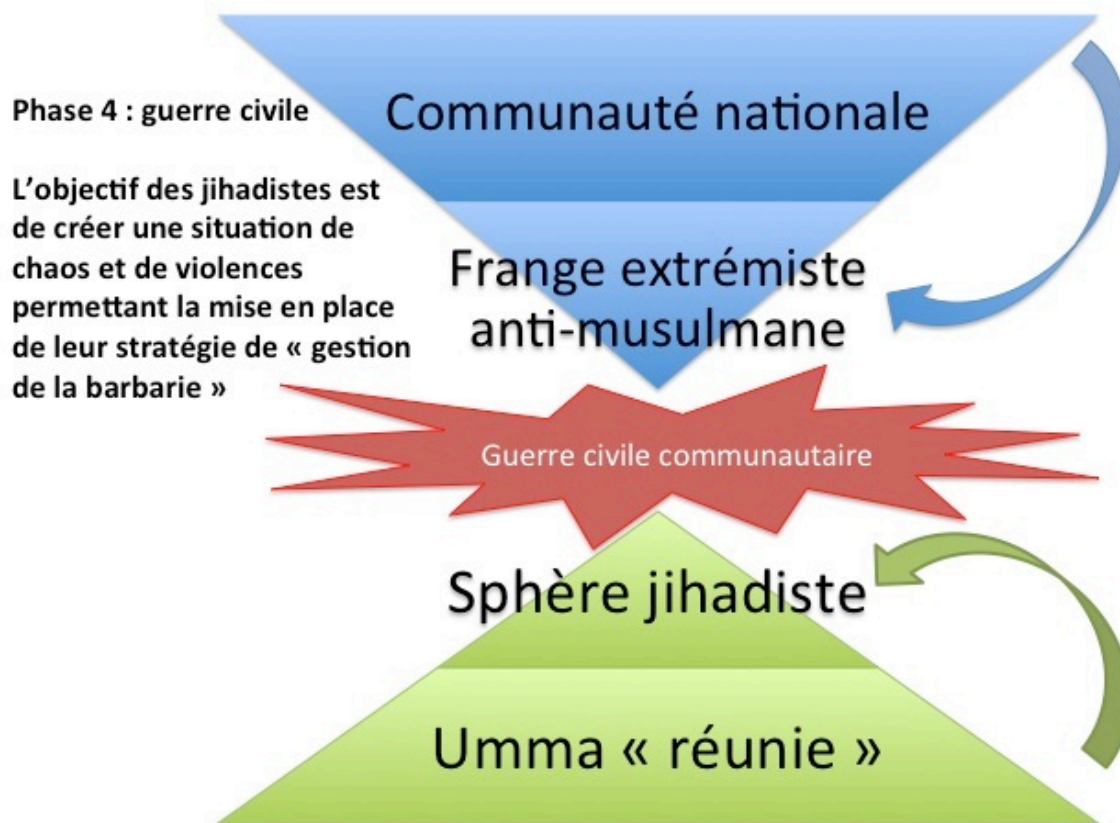 Phase 4 : guerre civile
L’objectif des jihadistes est
de créer une situation de
chaos et de violences
permettant la mise en place
de leur stratégie de « gestion
de la barbarie »
Communauté nationale
Frange extrémiste
anti-musulmane
Guerre civile communautaire
Sphère jihadiste
Umma « réunie »